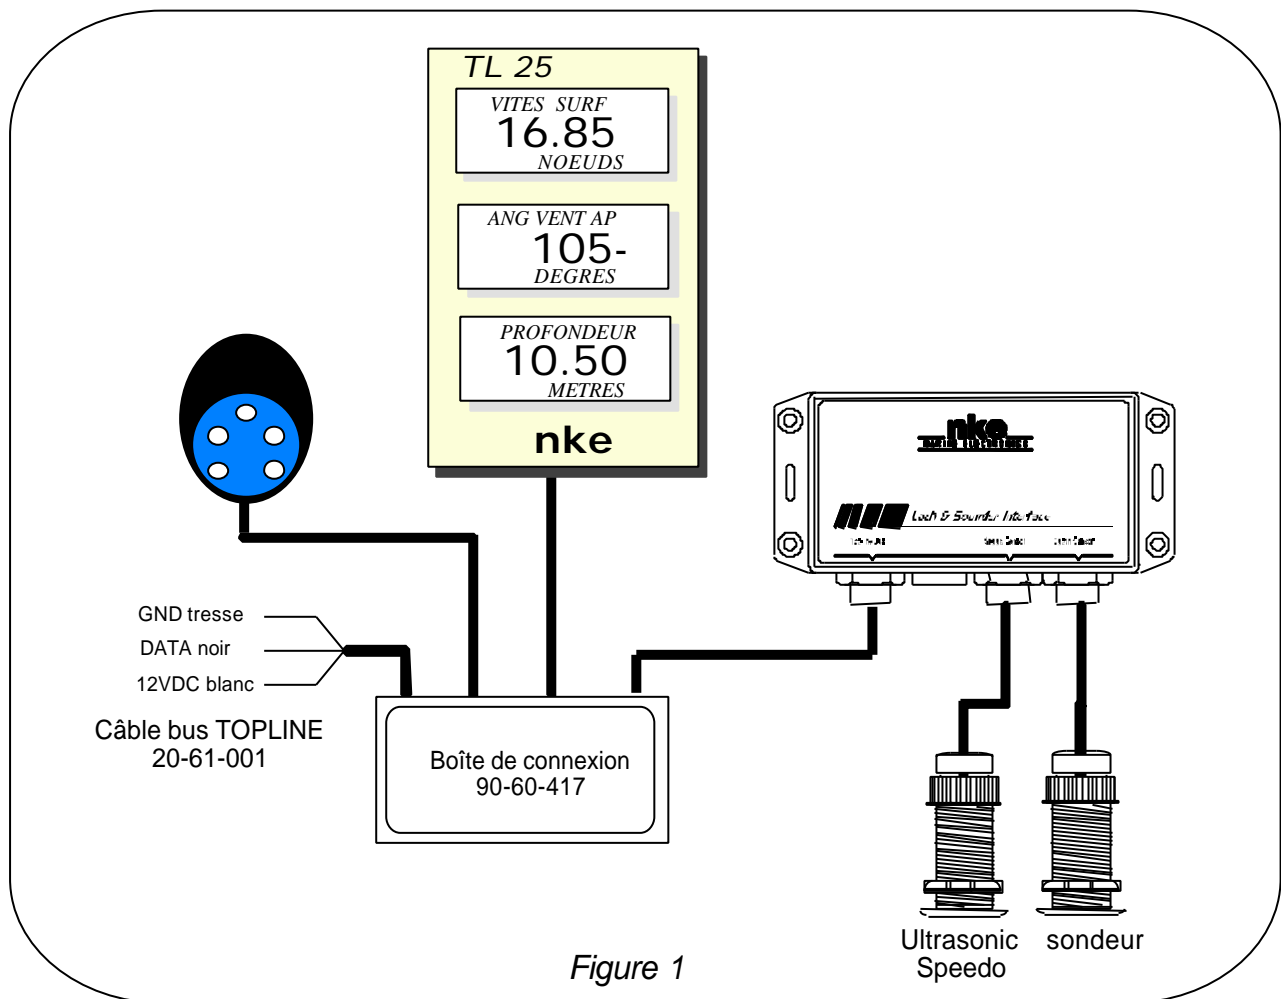 TL 25
VITES SURF
16.85
NOEUDS
ANG VENT AP
105-
DEGRES
PROFONDEUR
10.50
METRES
nke
nke
Loch & Sounder Interface
GND tresse
DATA noir
12VDC blanc
Câble bus TOPLINE
20-61-001
Boîte de connexion
90-60-417
Ultrasonic
Speedo
sondeur
Figure 1